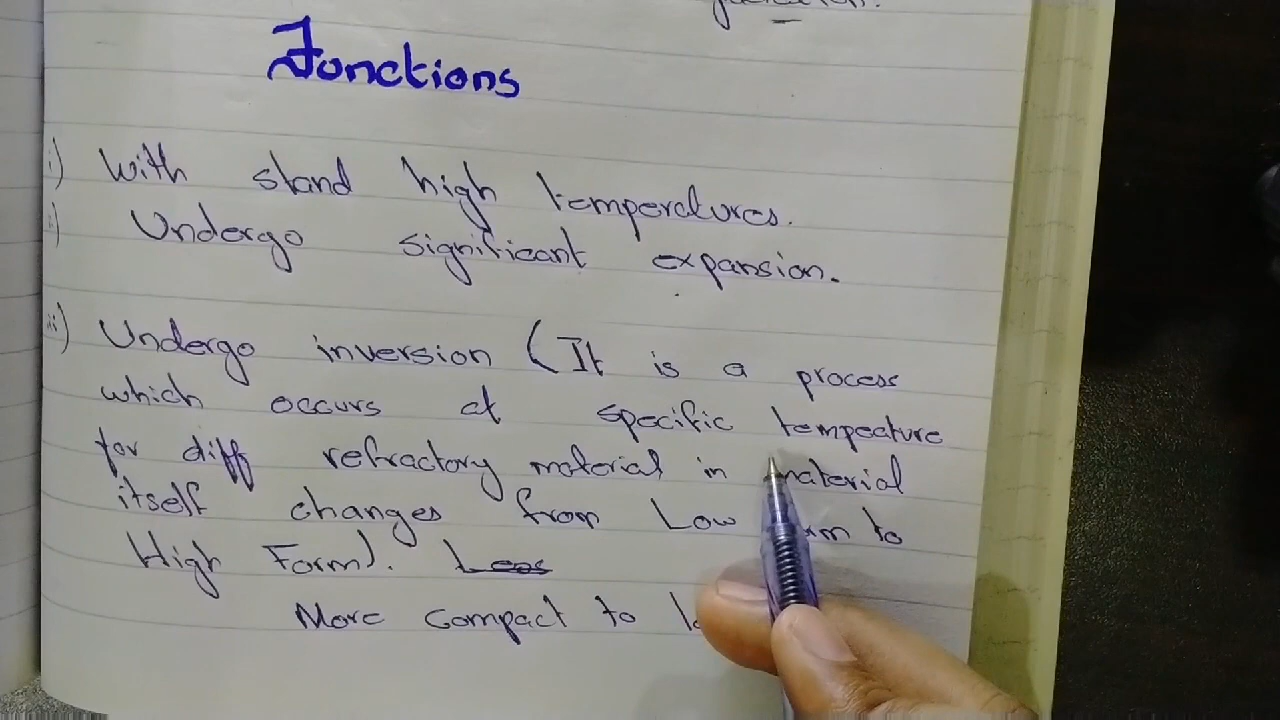 Functions
i) With stand high temperatures.
ii) Undergo significant expansion.
iii) Undergo inversion (It is a process
which occurs at specific tempecture
for diff refractory material in material
itself changes from Low to
High Form). Less
More compact to